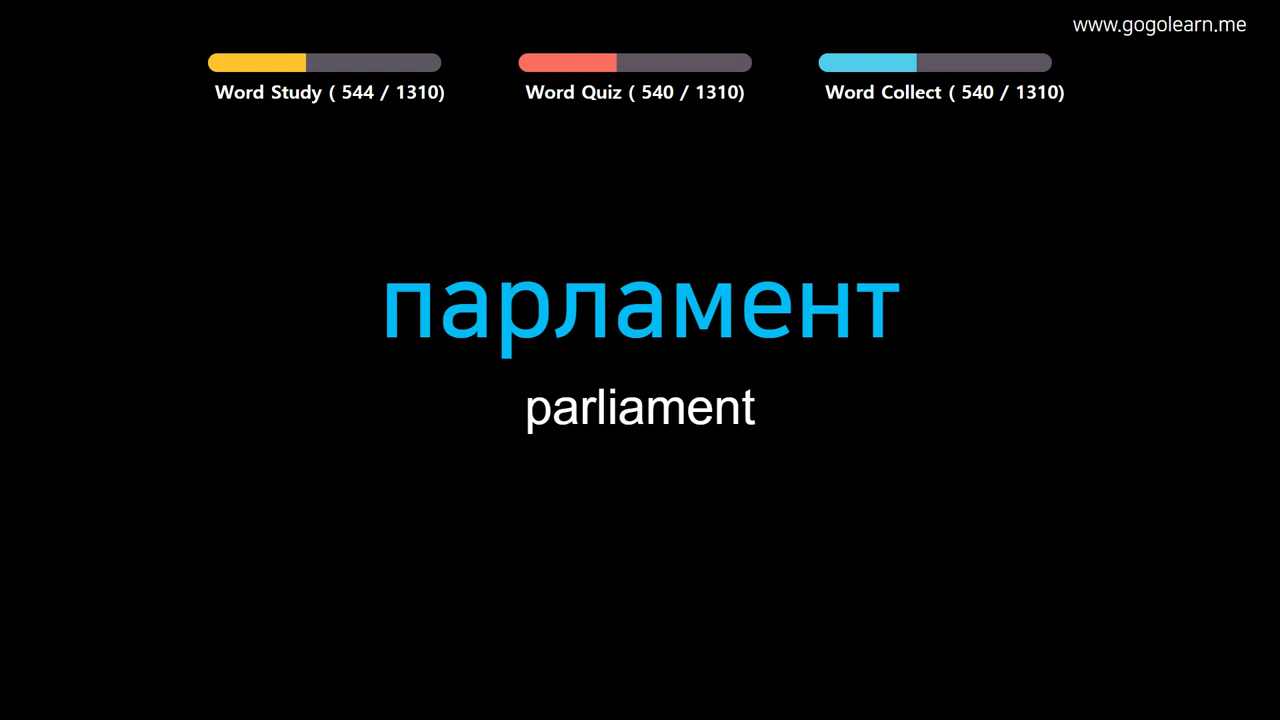 www.gogolearn.me
Word Study ( 544 / 1310)
Word Quiz ( 540 / 1310)
Word Collect ( 540 / 1310)
парламент
parliament